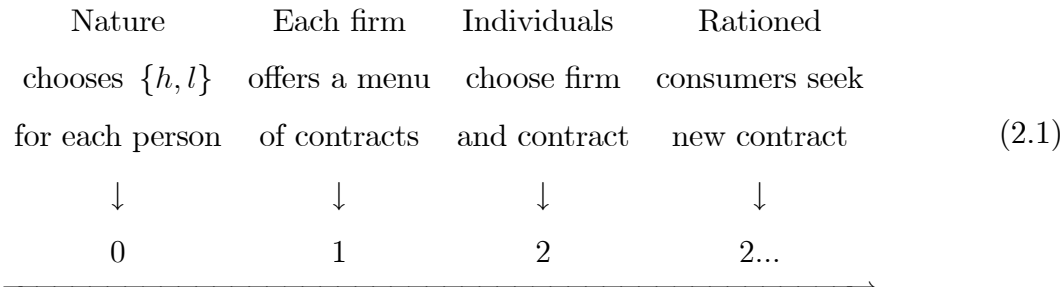 Nature Each firm Individuals Rationed
chooses {h, l} offers a menu choose firm consumers seek
for each person of contracts and contract new contract (2.1)
↓ ↓ ↓ ↓
0 1 2 2...